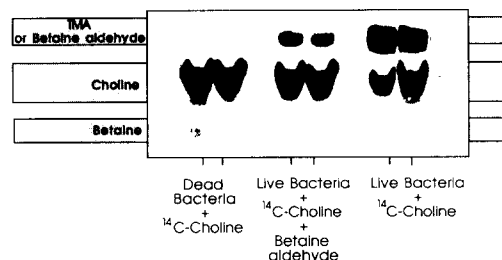 TMA
or Betaine aldehyde
Choline
Betaine
Dead
Bacteria
+
¹⁴C-Choline
Live Bacteria
+
¹⁴C-Choline
+
Betaine
aldehyde
Live Bacteria
+
¹⁴C-Choline